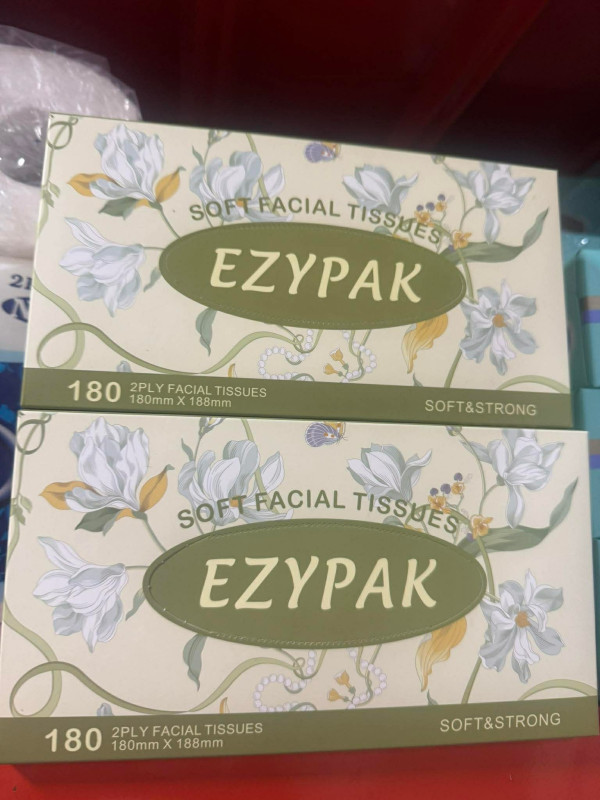 SOFT FACIAL TISSUES
EZYPAK
180 2PLY FACIAL TISSUES
180mm X 188mm
SOFT&STRONG
SOFT FACIAL TISSUES
EZYPAK
180 2PLY FACIAL TISSUES
180mm X 188mm
SOFT&STRONG